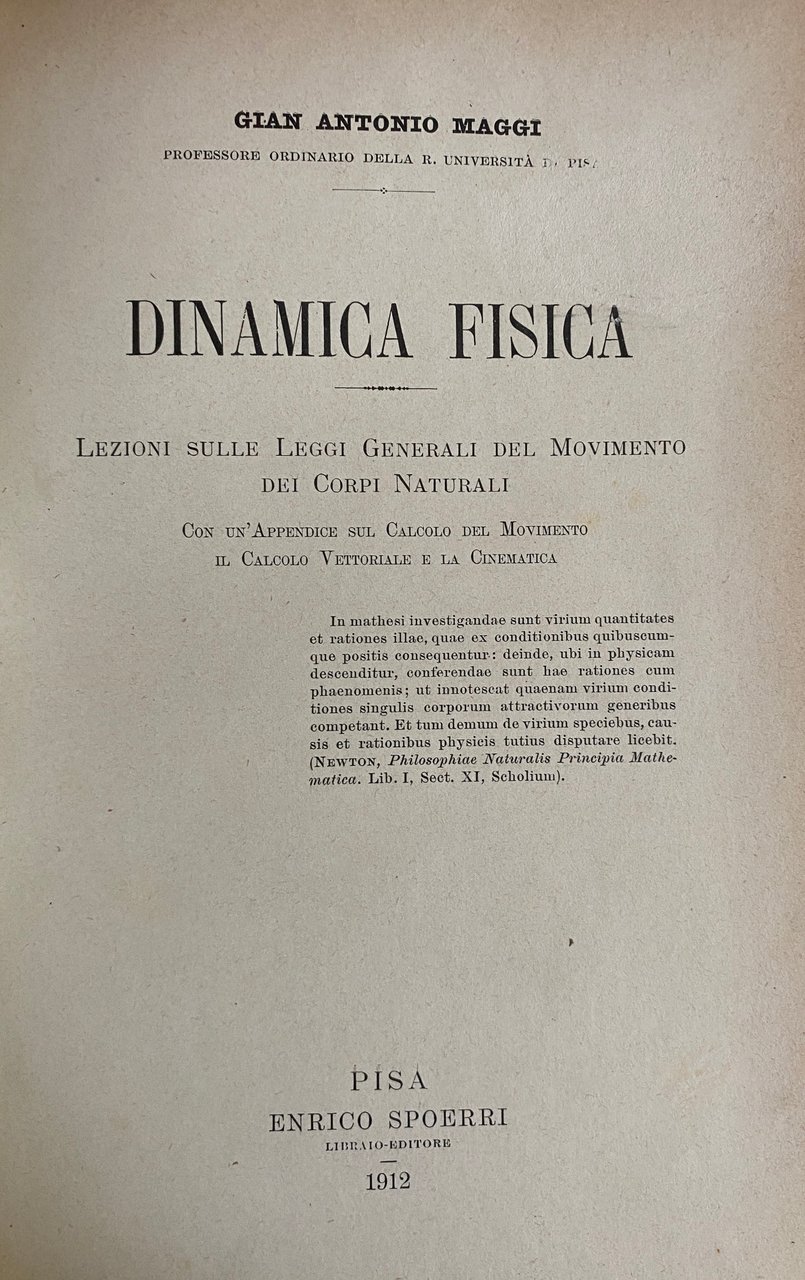 GIAN ANTONIO MAGGI
PROFESSORE ORDINARIO DELLA R. UNIVERSITÀ
DINAMICA FISICA
LEZIONI SULLE LEGGI GENERALI DEL MOVIMENTO
DEI CORPI NATURALI
CON UN'APPENDICE SUL CALCOLO DEL MOVIMENTO
IL CALCOLO VETTORIALE E LA CINEMATICA
In mathesi investigandae sunt virium quantitates
et rationes illae, quae ex conditionibus quibuscum-
que positis consequentur: deinde, ubi in physicam
descenditur, conferendae sunt hae rationes cum
phaenomenis; ut innotescat quaenam virium condi-
tiones singulis corporum attractivorum generibus
competant. Et tum demum de virium speciebus, cau-
sis et rationibus physicis tutius disputare licebit.
(NEWTON, Philosophiae Naturalis Principia Mathe-
matica. Lib. I, Sect. XI, Scholium).
PISA
ENRICO SPOERRI
LIBRAIO-EDITORE
1912